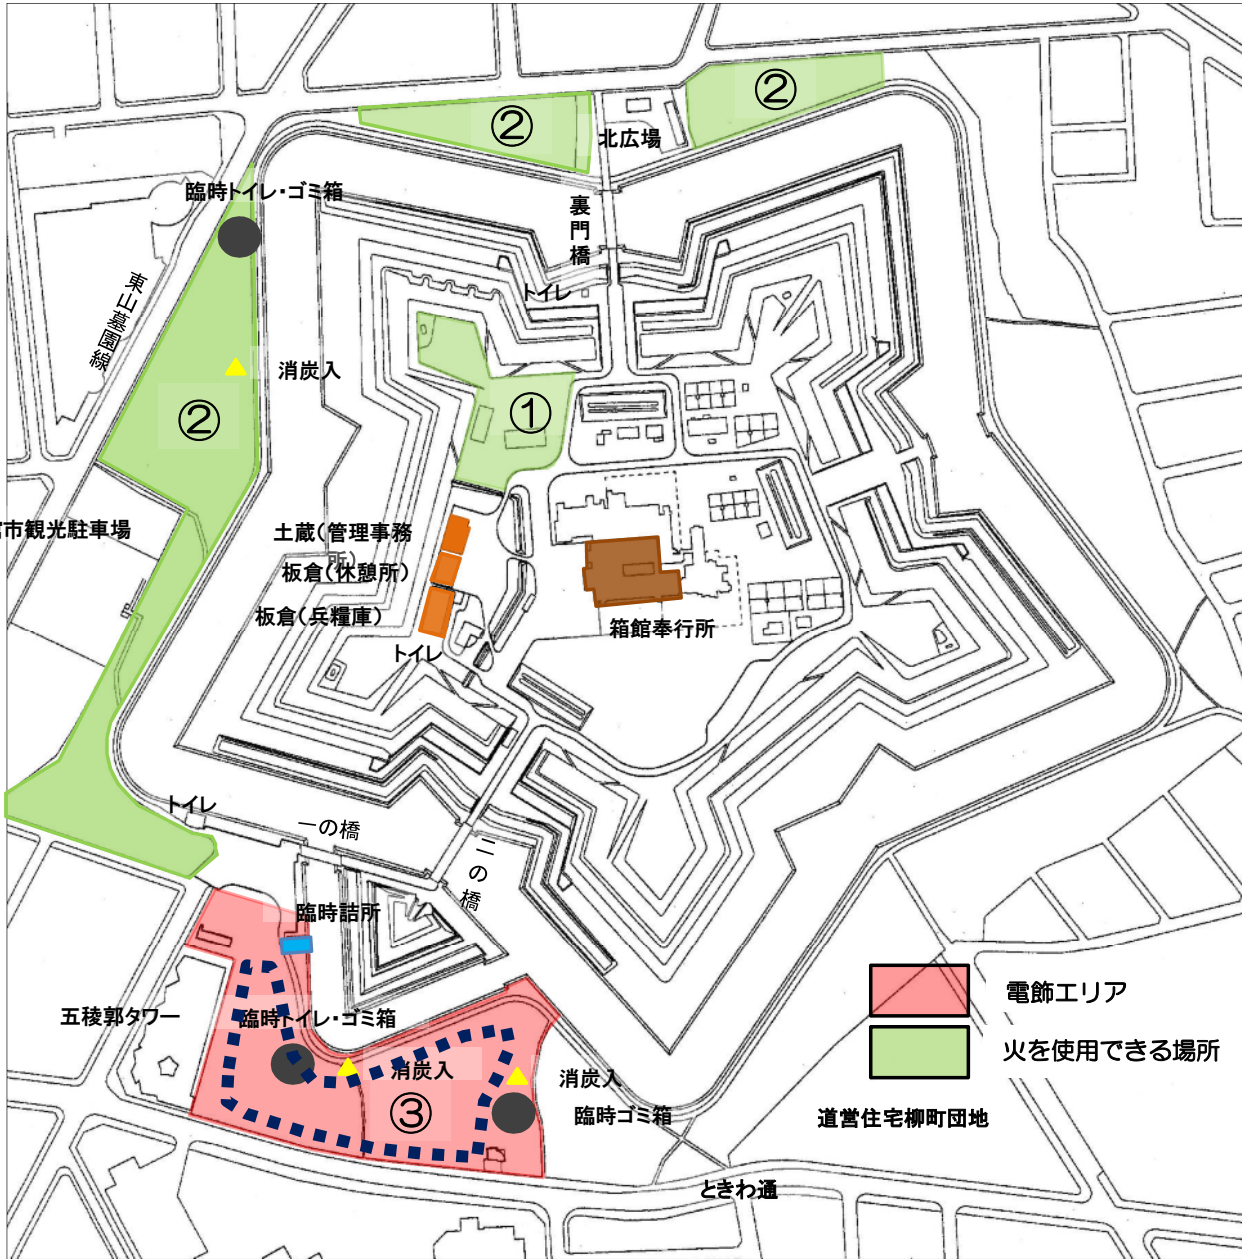 ②
②
北広場
臨時トイレ・ゴミ箱
裏門橋
トイレ
東山墓園線
消炭入
①
②
市観光駐車場
土蔵(管理事務
所)
板倉(休憩所)
板倉(兵糧庫)
箱館奉行所
トイレ
トイレ
一の橋
二の橋
臨時詰所
電飾エリア
五稜郭タワー
臨時トイレ・ゴミ箱
火を使用できる場所
消炭入
消炭入
③
臨時ゴミ箱
道営住宅柳町団地
ときわ通